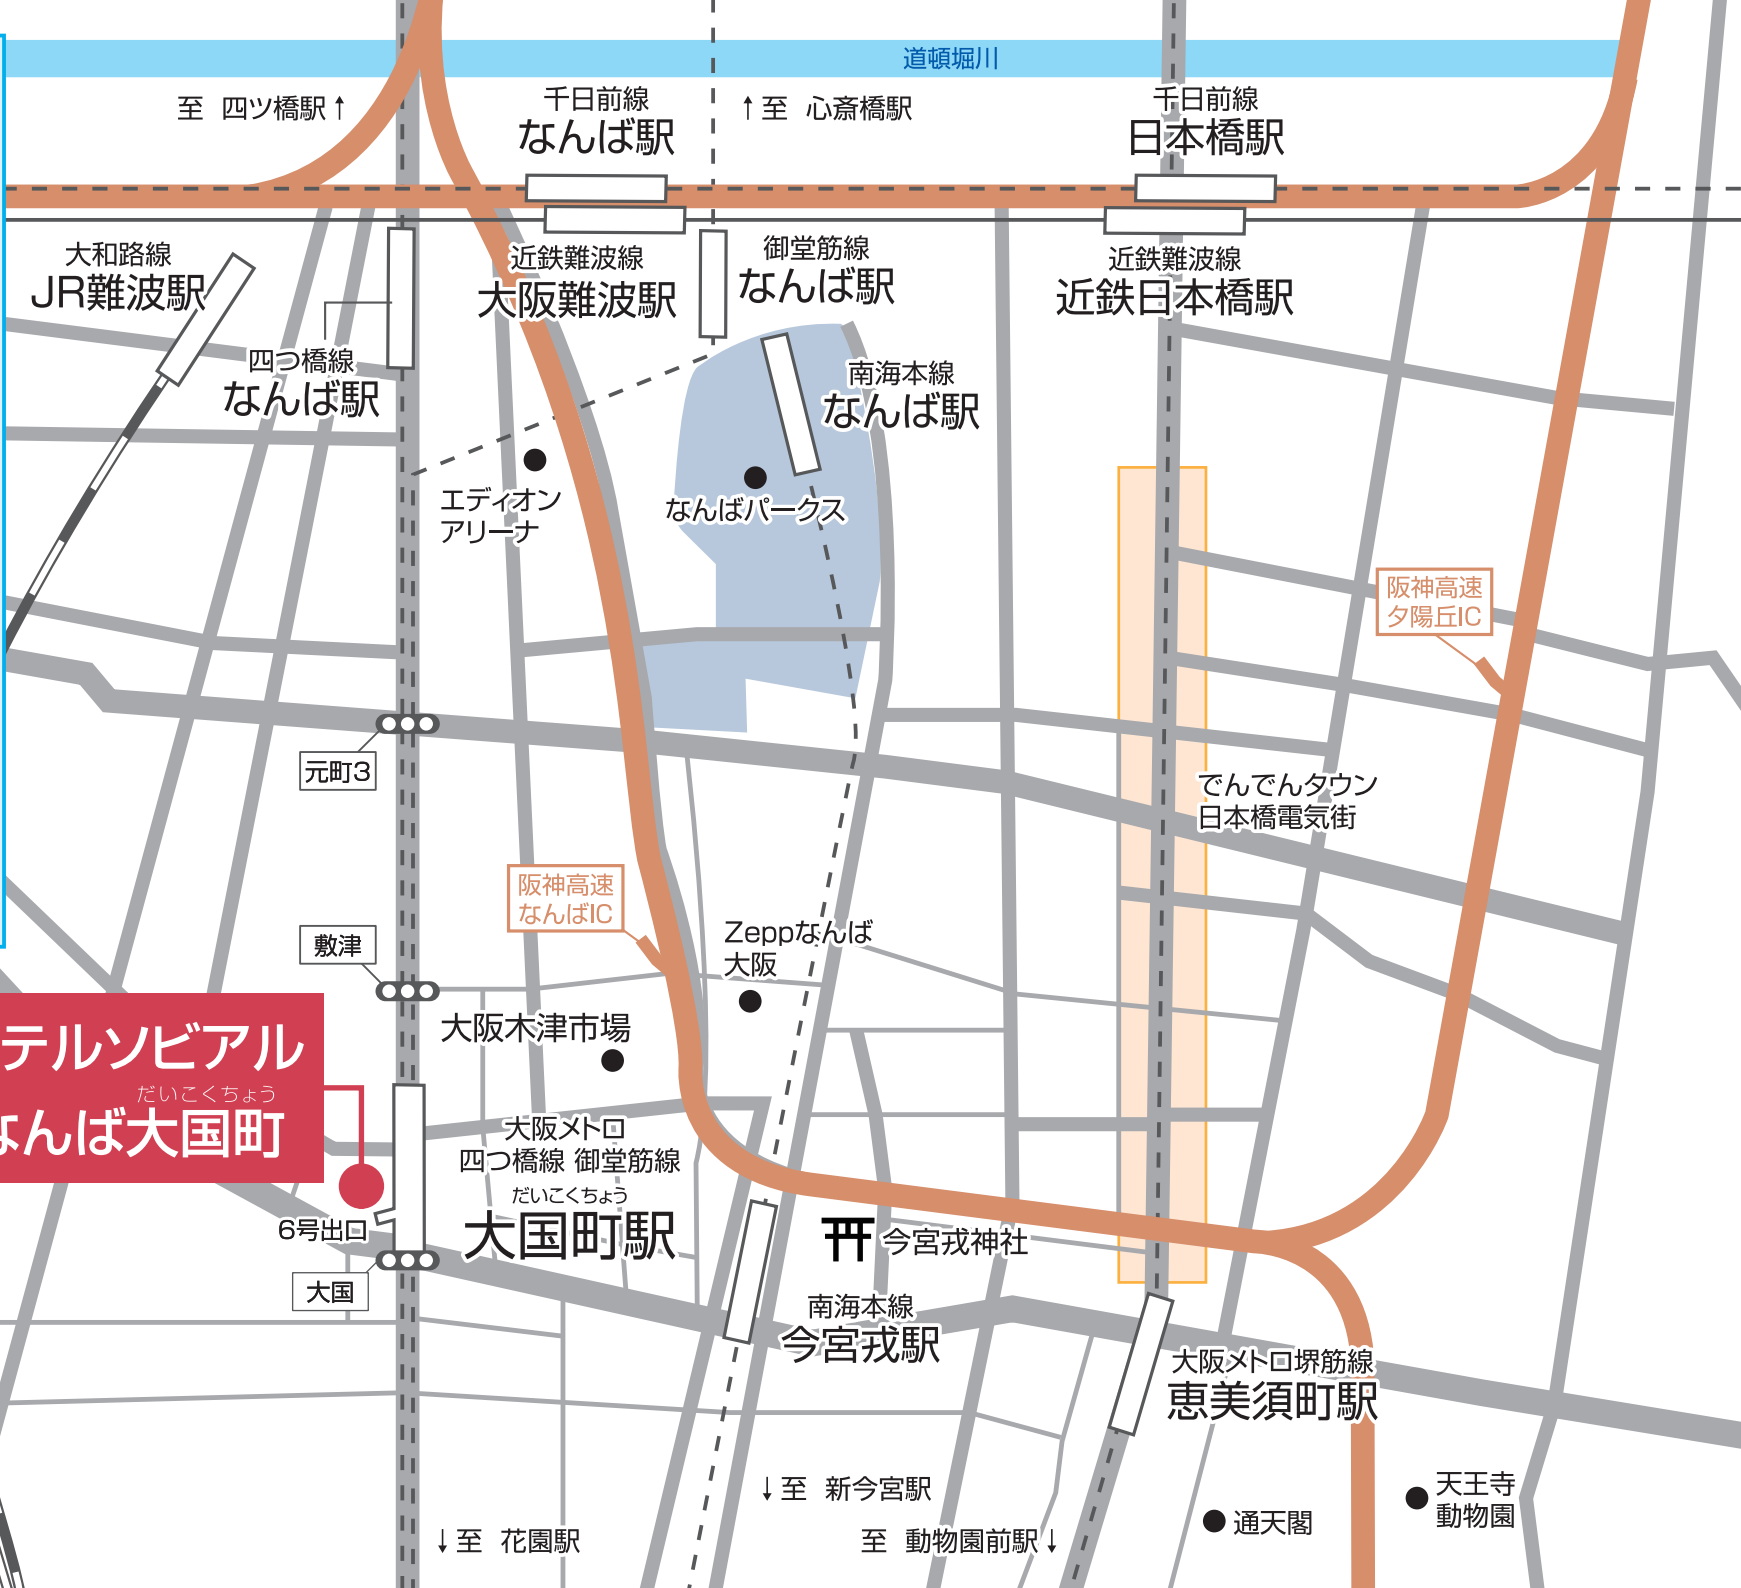 道頓堀川
至 四ツ橋駅↑
千日前線
なんば駅
↑至 心斎橋駅
千日前線
日本橋駅
大和路線
JR難波駅
近鉄難波線
大阪難波駅
御堂筋線
なんば駅
近鉄難波線
近鉄日本橋駅
四つ橋線
なんば駅
南海本線
なんば駅
エディオン
アリーナ
なんばパークス
阪神高速
夕陽丘IC
元町3
でんでんタウン
日本橋電気街
阪神高速
なんばIC
敷津
Zeppなんば
大阪
大阪木津市場
テルソビアル
だいこくちょう
なんば大国町
大阪メトロ
四つ橋線 御堂筋線
だいこくちょう
大国町駅
6号出口
大国
今宮戎神社
南海本線
今宮戎駅
大阪メトロ堺筋線
恵美須町駅
↓至 新今宮駅
↓至 花園駅
至 動物園前駅↓
通天閣
天王寺
動物園